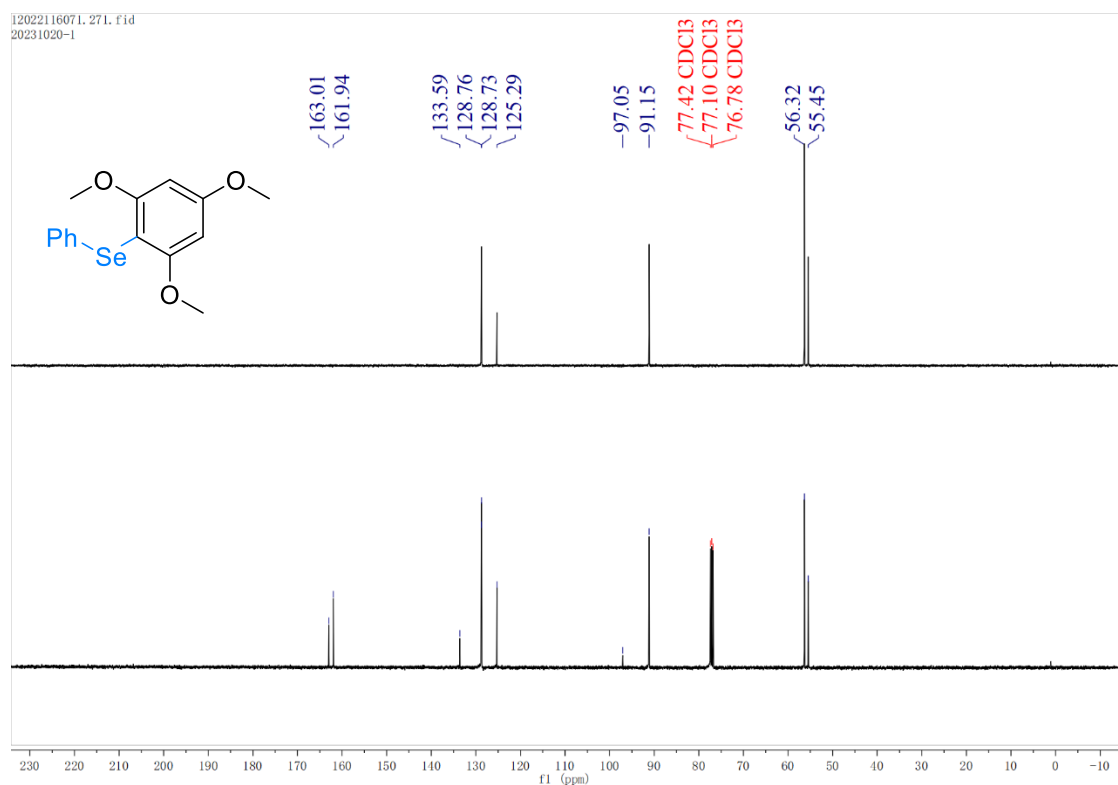 12022116071.271.fid
20231020-1
163.01
161.94
133.59
128.76
128.73
125.29
97.05
91.15
77.42 CDCl3
77.10 CDCl3
76.78 CDCl3
56.32
55.45
O
O
Ph
Se
O
230 220 210 200 190 180 170 160 150 140 130 120 110 100 90 80 70 60 50 40 30 20 10 0 -10
f1 (ppm)